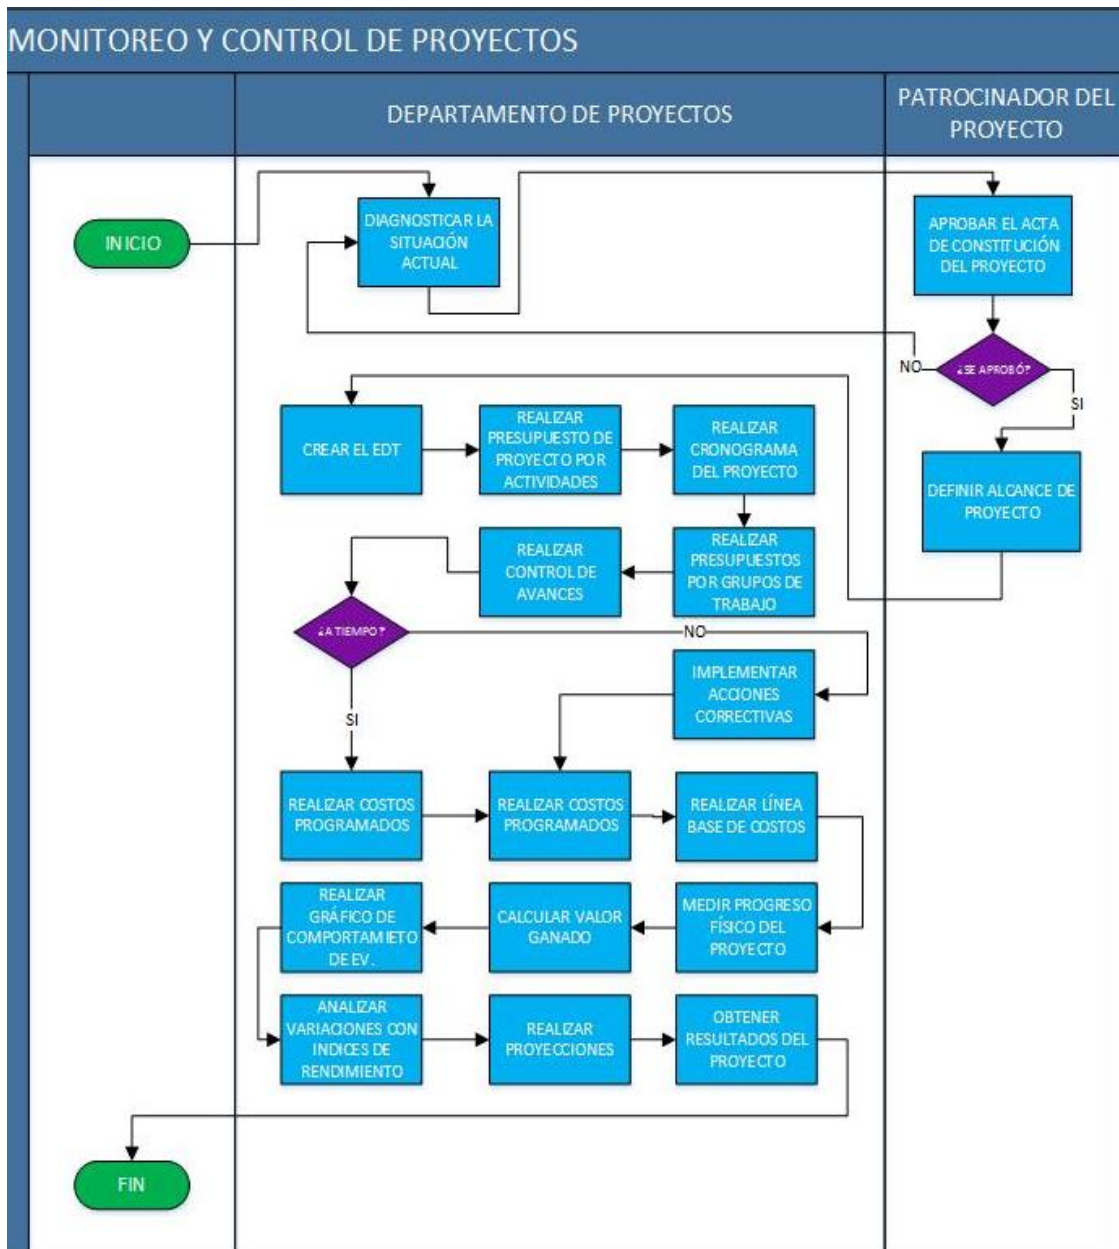 MONITOREO Y CONTROL DE PROYECTOS
DEPARTAMENTO DE PROYECTOS
PATROCINADOR DEL
PROYECTO
INICIO
DIAGNOSTICAR LA
SITUACIÓN
ACTUAL
APROBAR EL ACTA
DE CONSTITUCIÓN
DEL PROYECTO
¿SE APROBÓ?
NO
SI
DEFINIR ALCANCE DE
PROYECTO
CREAR EL EDT
REALIZAR
PRESUPUESTO DE
PROYECTO POR
ACTIVIDADES
REALIZAR
CRONOGRAMA
DEL PROYECTO
REALIZAR
PRESUPUESTOS
POR GRUPOS DE
TRABAJO
REALIZAR
CONTROL DE
AVANCES
¿A TIEMPO?
NO
SI
IMPLEMENTAR
ACCIONES
CORRECTIVAS
REALIZAR COSTOS
PROGRAMADOS
REALIZAR COSTOS
PROGRAMADOS
REALIZAR LÍNEA
BASE DE COSTOS
MEDIR PROGRESO
FÍSICO DEL
PROYECTO
CALCULAR VALOR
GANADO
REALIZAR
GRÁFICO DE
COMPORTAMIETO
DE EV.
ANALIZAR
VARIACIONES CON
INDICES DE
RENDIMIENTO
REALIZAR
PROYECCIONES
OBTENER
RESULTADOS DEL
PROYECTO
FIN